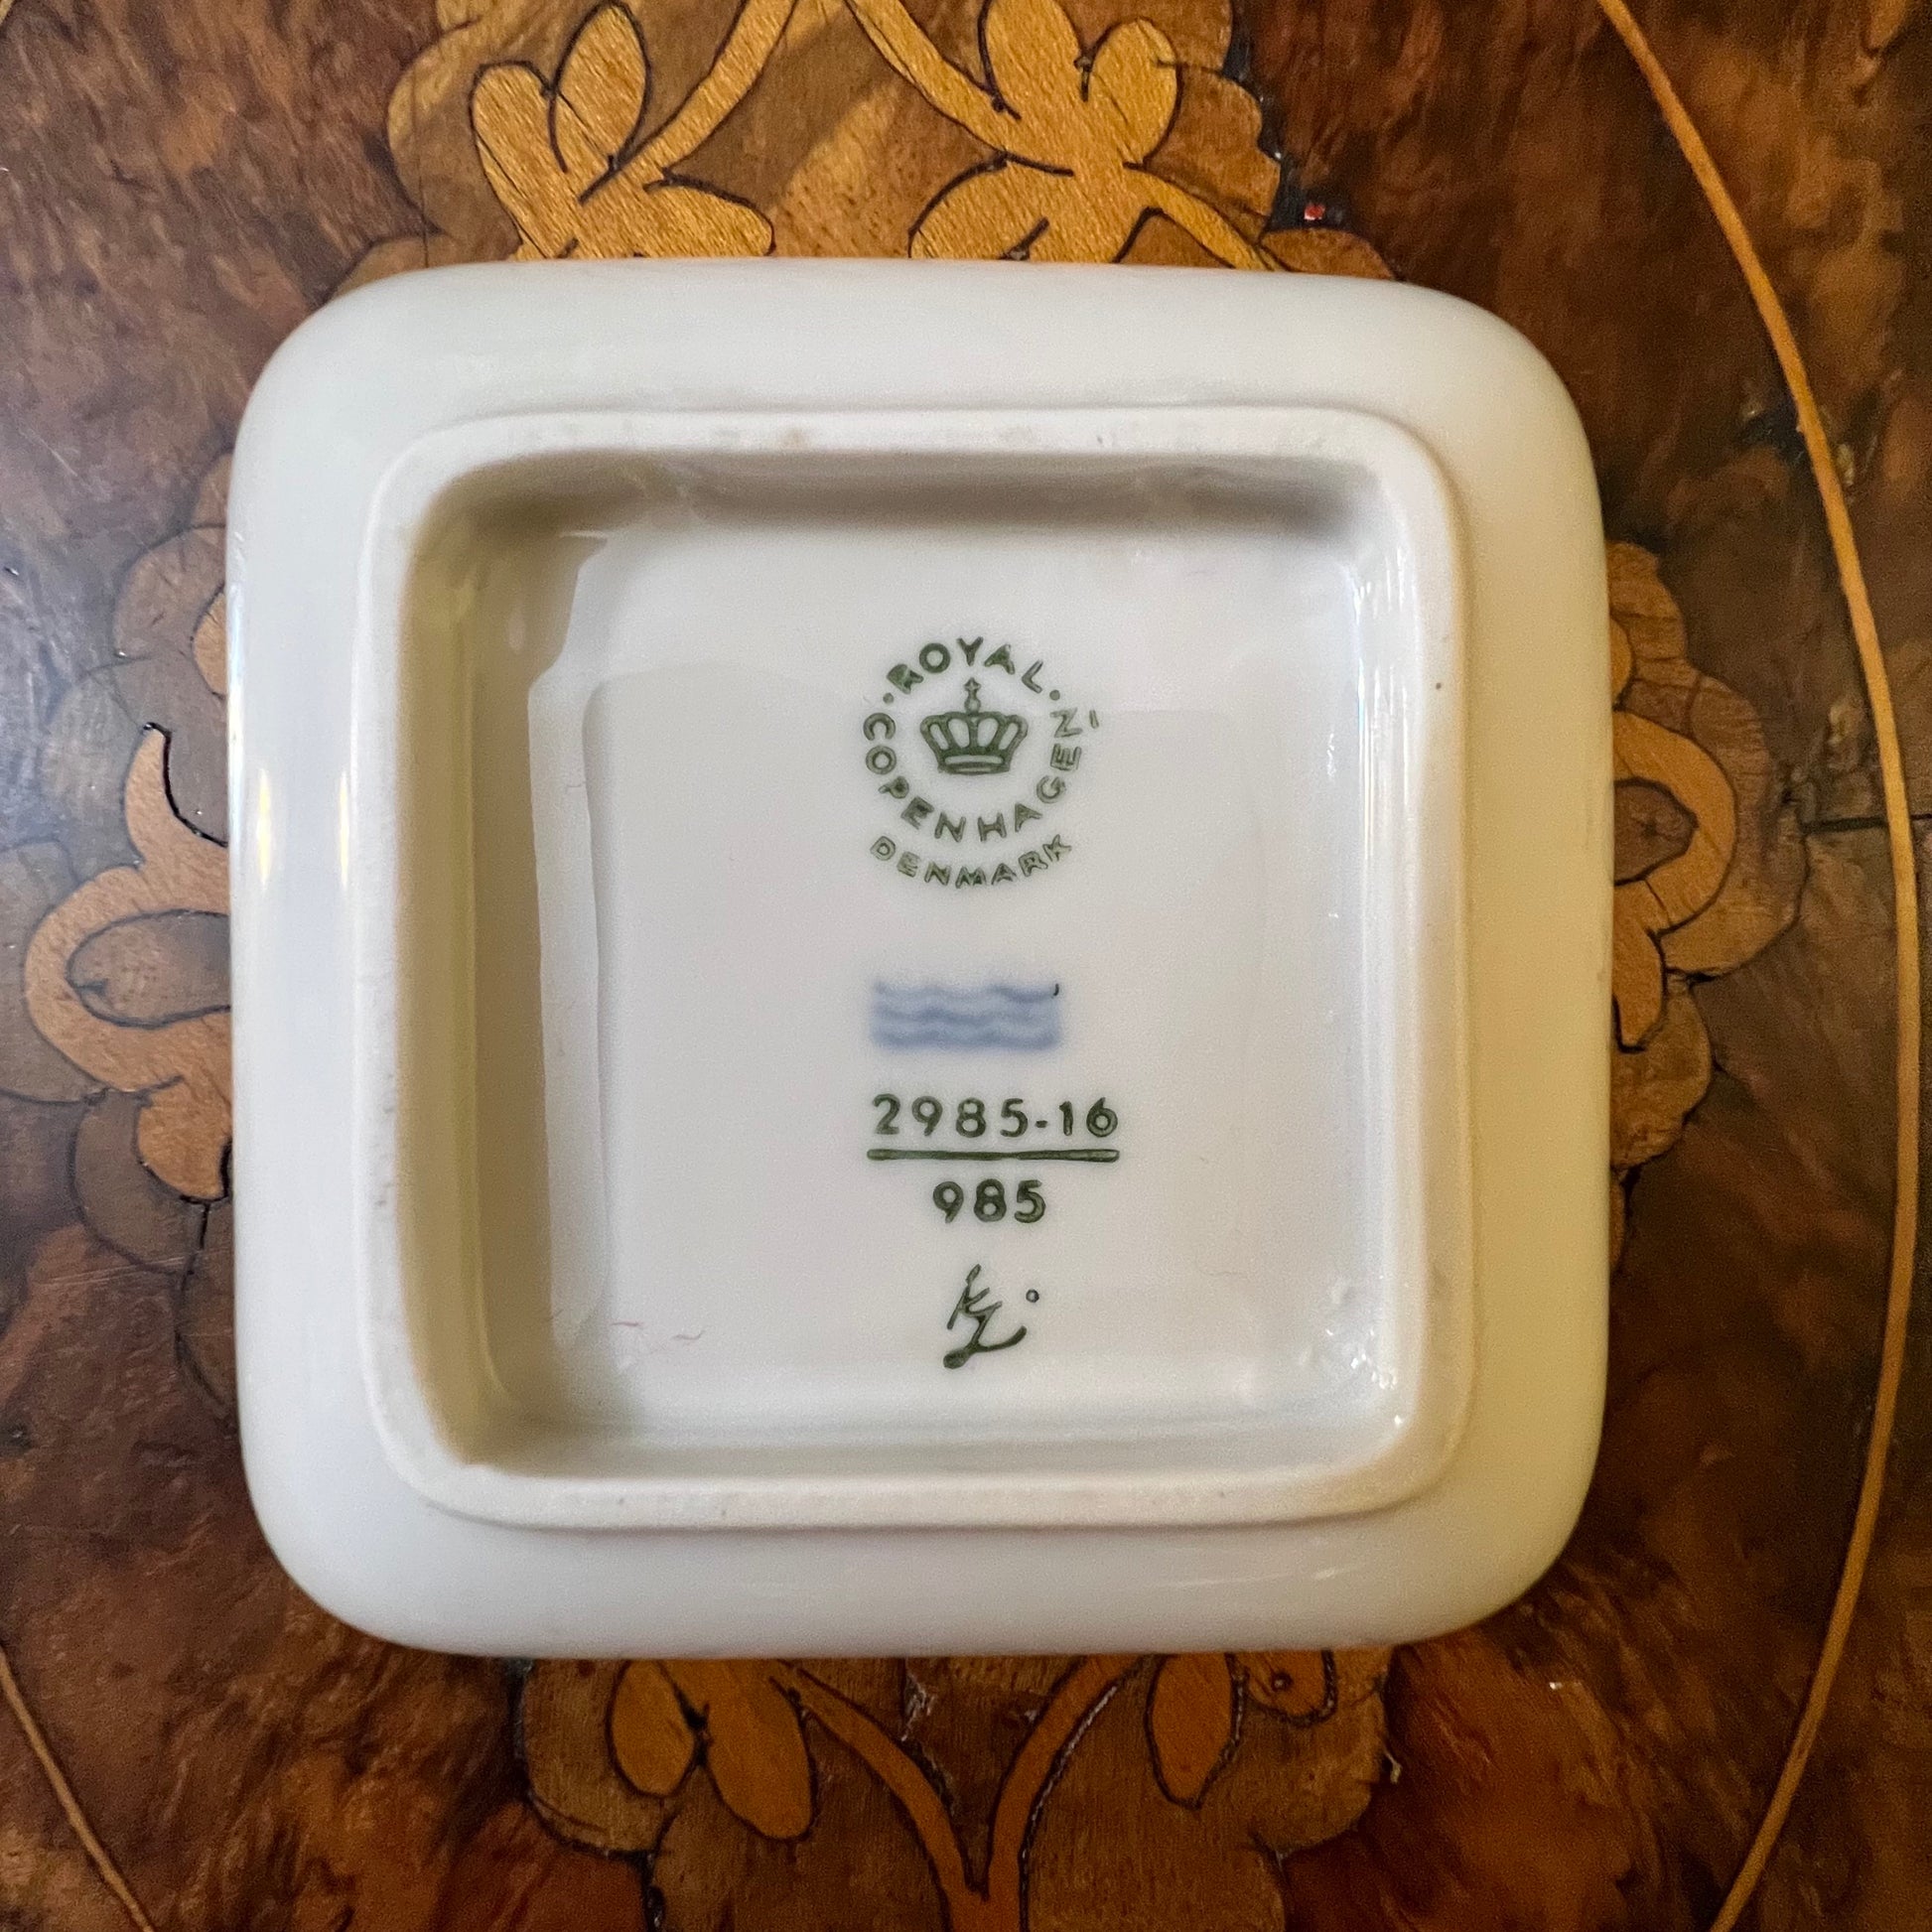 ROYAL
COPENHAGEN
DENMARK
2985-16
985